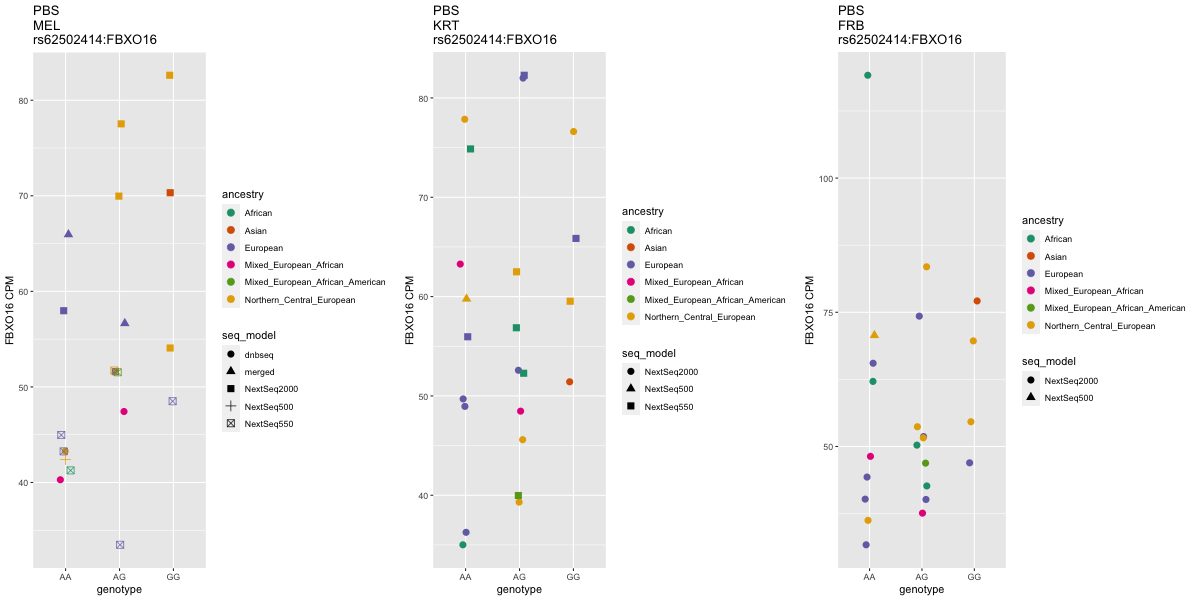 PBS
MEL
rs62502414:FBXO16
80
70
60
50
40
FBXO16 CPM
AA
AG
GG
genotype
ancestry
African
Asian
European
Mixed_European_African
Mixed_European_African_American
Northern_Central_European
seq_model
dnbseq
merged
NextSeq2000
NextSeq500
NextSeq550
PBS
KRT
rs62502414:FBXO16
80
70
60
50
40
FBXO16 CPM
AA
AG
GG
genotype
ancestry
African
Asian
European
Mixed_European_African
Mixed_European_African_American
Northern_Central_European
seq_model
NextSeq2000
NextSeq500
NextSeq550
PBS
FRB
rs62502414:FBXO16
100
75
50
FBXO16 CPM
AA
AG
GG
genotype
ancestry
African
Asian
European
Mixed_European_African
Mixed_European_African_American
Northern_Central_European
seq_model
NextSeq2000
NextSeq500